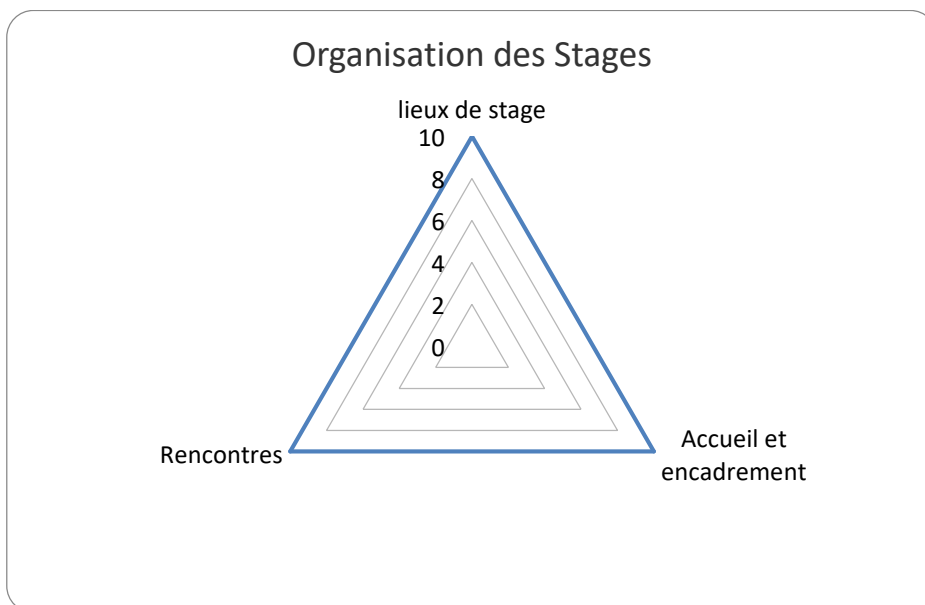 Organisation des Stages
lieux de stage
10
8
6
4
2
0
Rencontres
Accueil et
encadrement